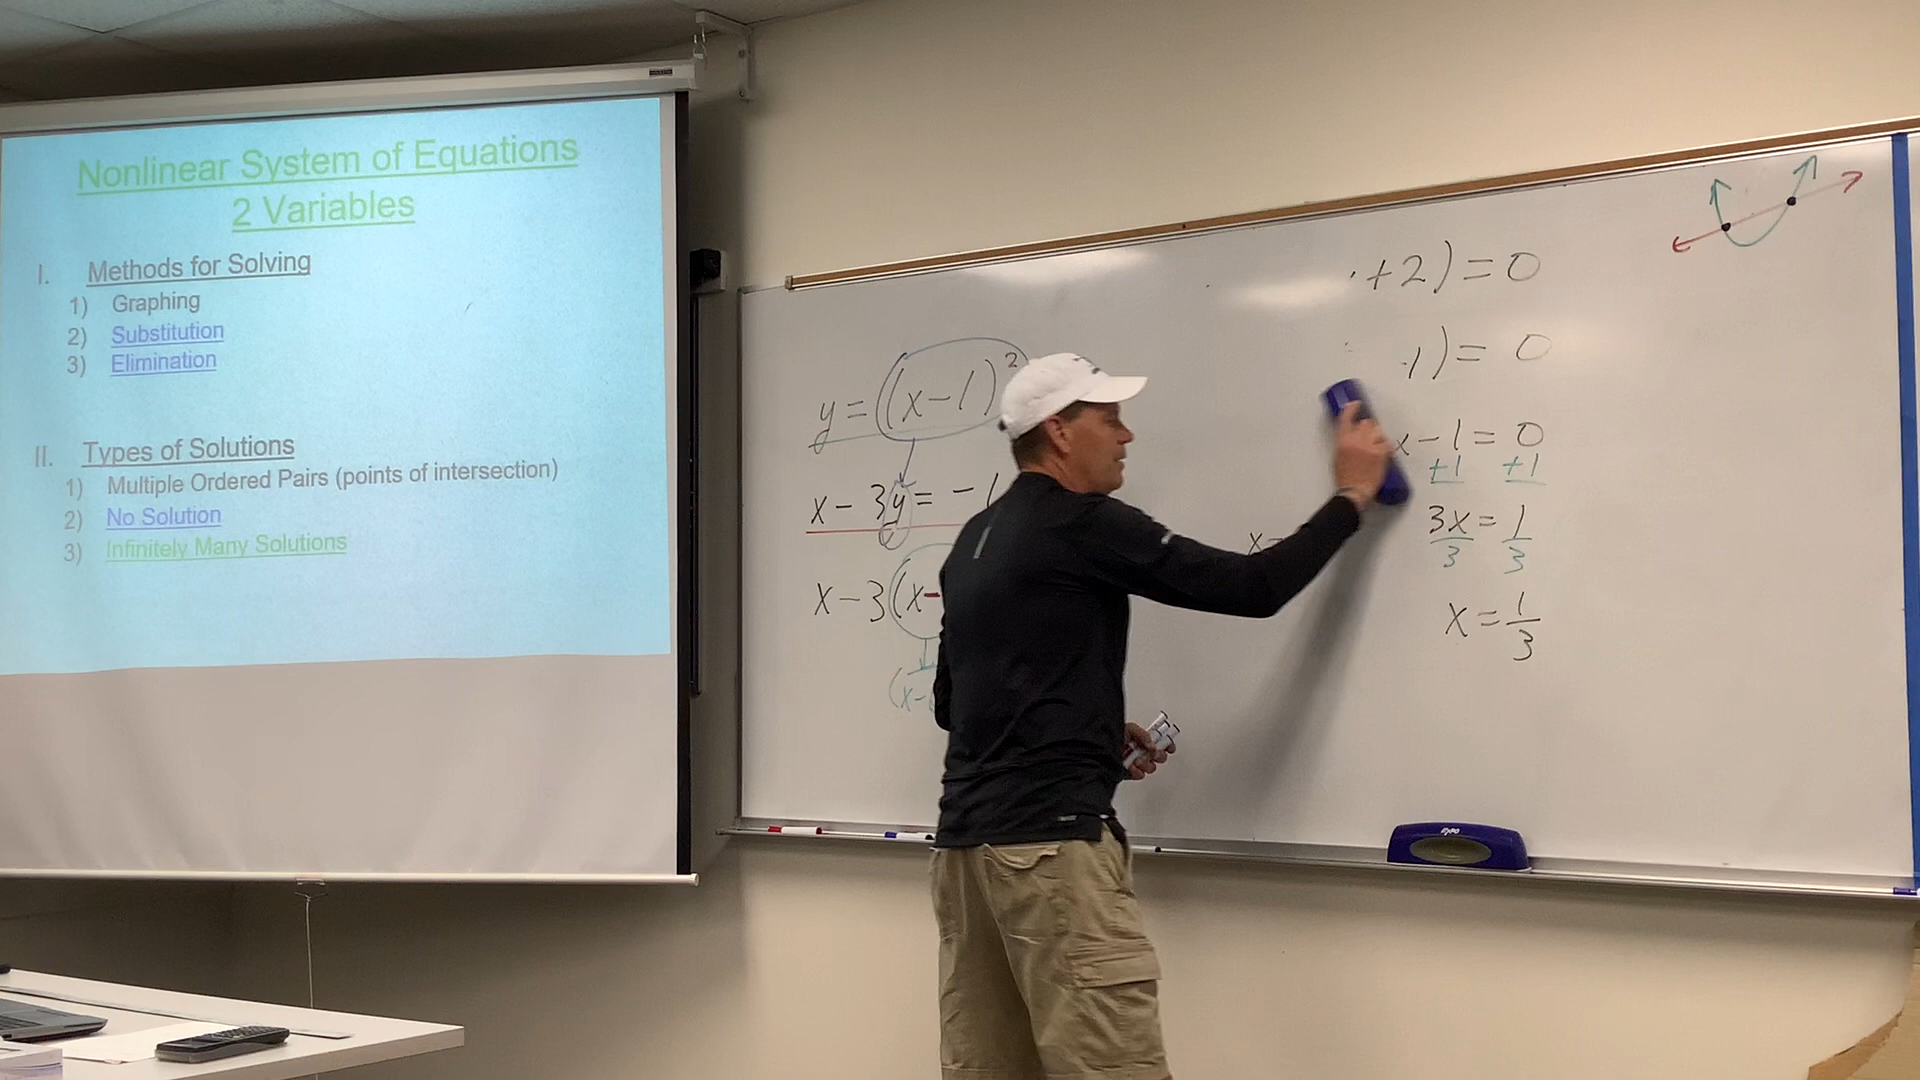 Nonlinear System of Equations
2 Variables
I. Methods for Solving
1) Graphing
2) Substitution
3) Elimination
II. Types of Solutions
1) Multiple Ordered Pairs (points of intersection)
2) No Solution
3) Infinitely Many Solutions
y = (x-1)²
x - 3y = -1
x - 3(x-
(x-
+2) = 0
1) = 0
x - 1 = 0
+1 +1
3x = 1
3 3
x = 1/3
x-
EXPO